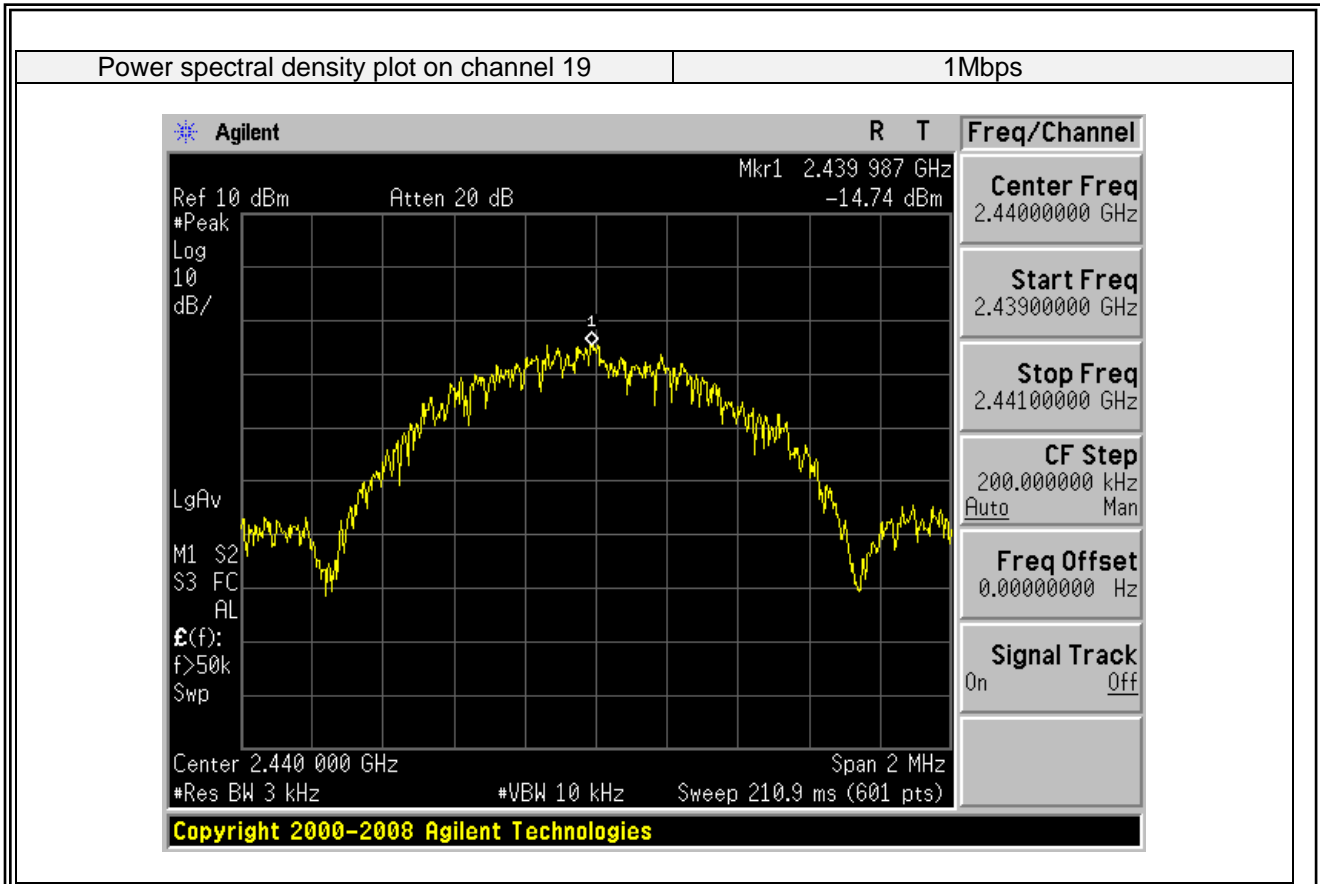 Power spectral density plot on channel 19 1Mbps
Agilent R T Freq/Channel
Mkr1 2.439 987 GHz
Ref 10 dBm Atten 20 dB -14.74 dBm
#Peak
Log
10
dB/
1
LgAv
M1 S2
S3 FC
AL
£(f):
f>50k
Swp
Center 2.440 000 GHz Span 2 MHz
#Res BW 3 kHz #VBW 10 kHz Sweep 210.9 ms (601 pts)
Center Freq
2.44000000 GHz
Start Freq
2.43900000 GHz
Stop Freq
2.44100000 GHz
CF Step
200.000000 kHz
Auto Man
Freq Offset
0.00000000 Hz
Signal Track
On Off
Copyright 2000-2008 Agilent Technologies